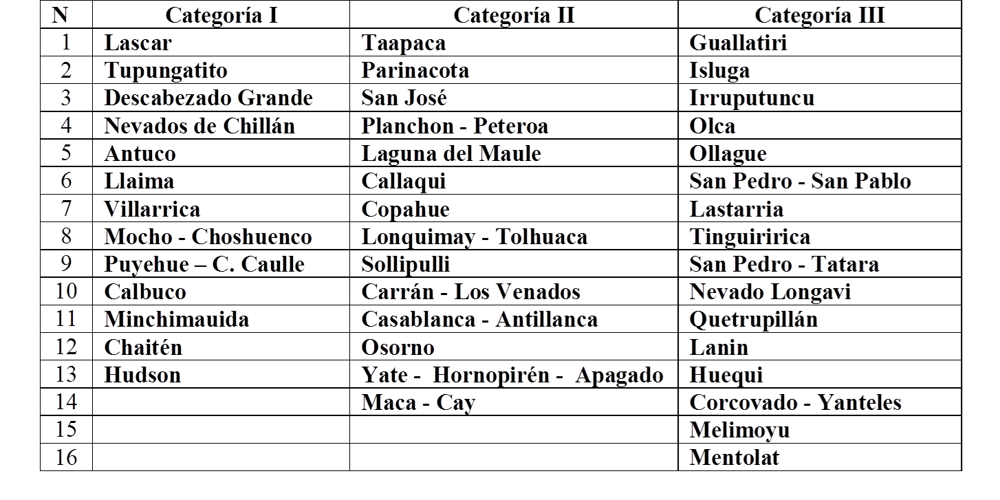 N Categoría I Categoría II Categoría III
1 Lascar Taapaca Guallatiri
2 Tupungatito Parinacota Isluga
3 Descabezado Grande San José Irruputuncu
4 Nevados de Chillán Planchon - Peteroa Olca
5 Antuco Laguna del Maule Ollague
6 Llaima Callaqui San Pedro - San Pablo
7 Villarrica Copahue Lastarria
8 Mocho - Choshuenco Lonquimay - Tolhuaca Tinguiririca
9 Puyehue – C. Caulle Sollipulli San Pedro - Tatara
10 Calbuco Carrán - Los Venados Nevado Longavi
11 Minchimauida Casablanca - Antillanca Quetrupillán
12 Chaitén Osorno Lanin
13 Hudson Yate - Hornopirén - Apagado Huequi
14 Maca - Cay Corcovado - Yanteles
15 Melimoyu
16 Mentolat